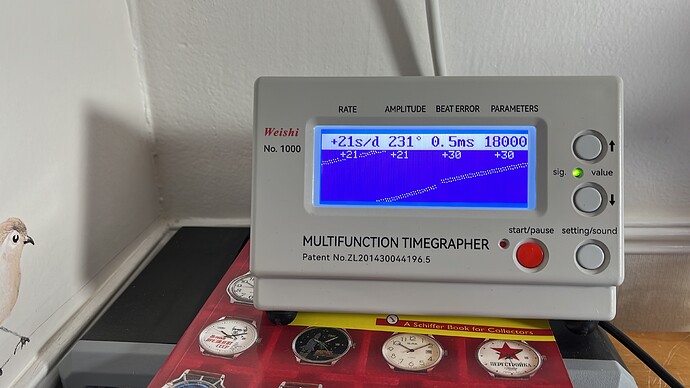 RATE AMPLITUDE BEAT ERROR PARAMETERS
Weishi
No. 1000
+21s/d 231° 0.5ms 18000
+21 +21 +30 +30
sig. value
start/pause setting/sound
MULTIFUNCTION TIMEGRAPHER
Patent No.ZL201430044196.5
A Schiffer Book for Collectors
ПЕРЕСТРОЙКА